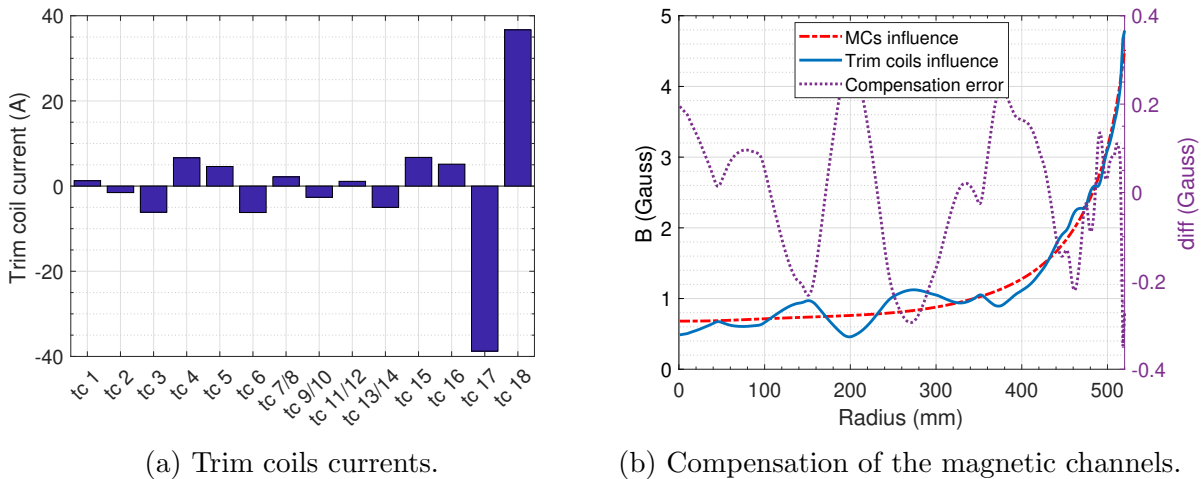 Trim coil current (A)
40
20
0
-20
-40
tc 1
tc 2
tc 3
tc 4
tc 5
tc 6
tc 7/8
tc 9/10
tc 11/12
tc 13/14
tc 15
tc 16
tc 17
tc 18
(a) Trim coils currents.
B (Gauss)
5
4
3
2
1
0
MCs influence
Trim coils influence
Compensation error
0.4
0.2
0
-0.2
-0.4
diff (Gauss)
0 100 200 300 400 500
Radius (mm)
(b) Compensation of the magnetic channels.